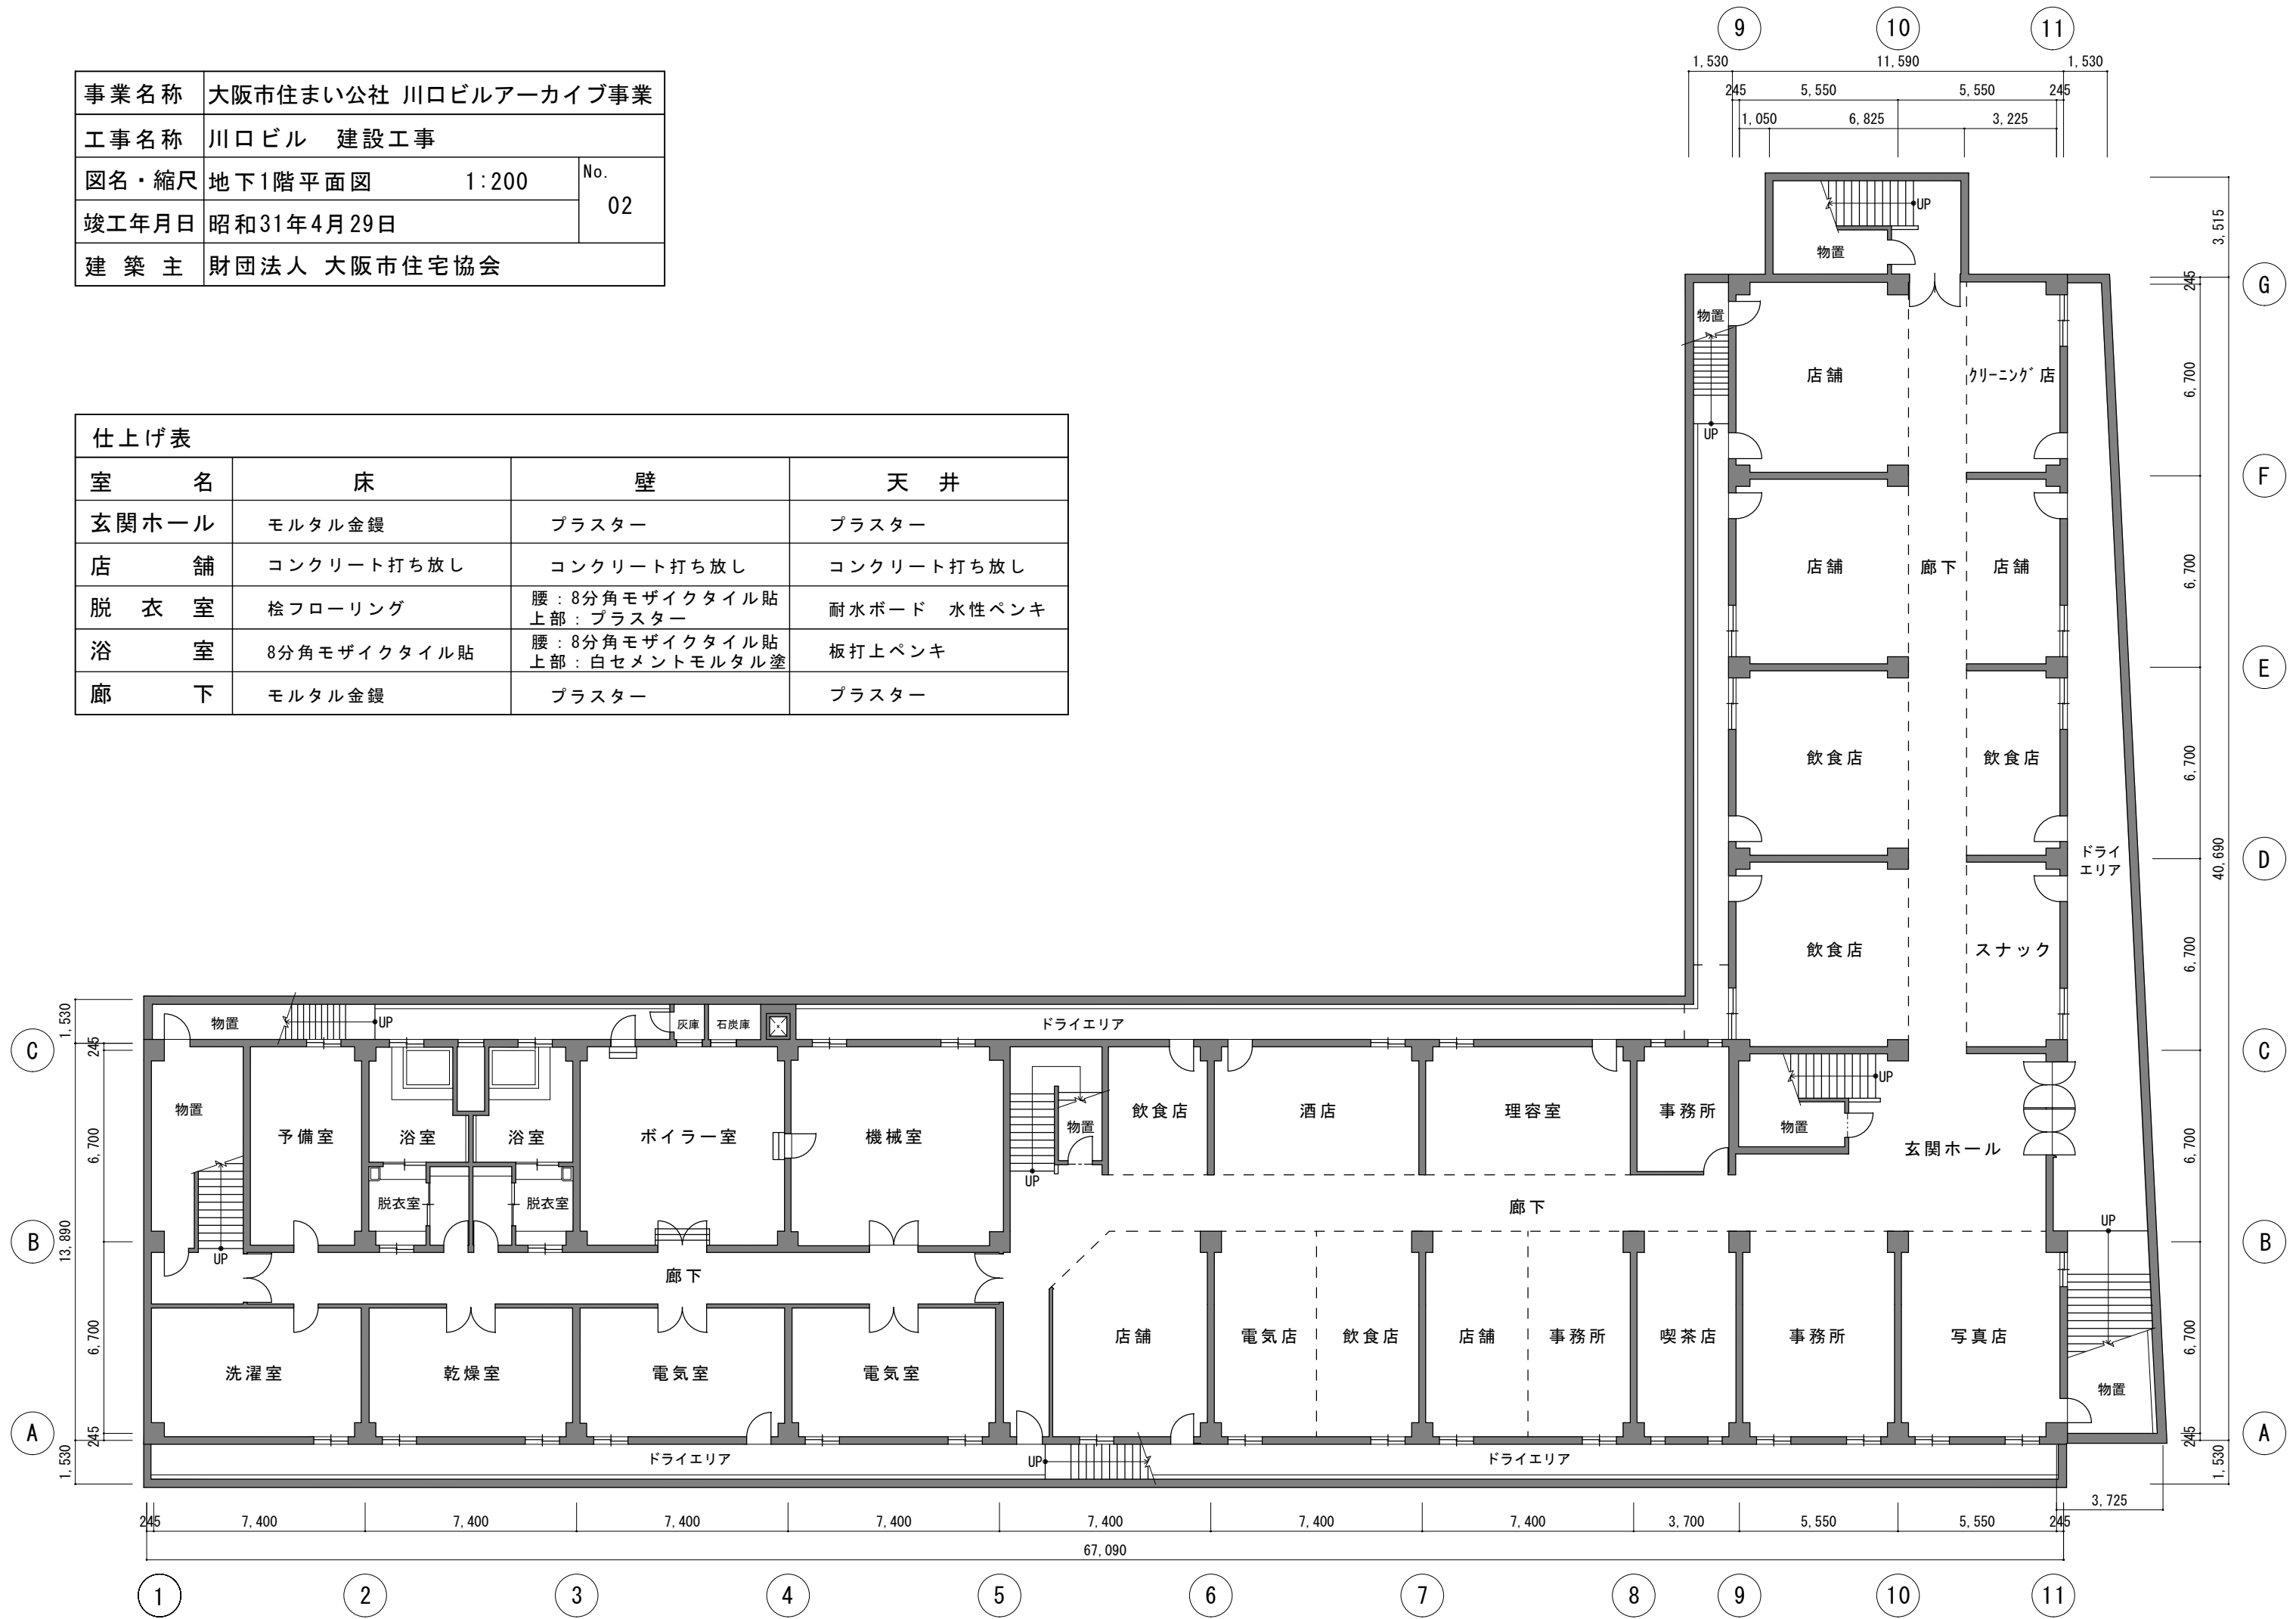 9 10 11
1,530 11,590 1,530
245 5,550 5,550 245
1,050 6,825 3,225
事業名称 大阪市住まい公社 川口ビルアーカイブ事業
工事名称 川口ビル 建設工事
図名・縮尺 地下1階平面図 1:200 No.
02
竣工年月日 昭和31年4月29日
建築主 財団法人 大阪市住宅協会
仕上げ表
室名 床 壁 天井
玄関ホール モルタル金鏝 プラスター プラスター
店舗 コンクリート打ち放し コンクリート打ち放し コンクリート打ち放し
脱衣室 桧フローリング 腰：8分角モザイクタイル貼 耐水ボード 水性ペンキ
上部：プラスター
浴室 8分角モザイクタイル貼 腰：8分角モザイクタイル貼 板打上ペンキ
上部：白セメントモルタル塗
廊下 モルタル金鏝 プラスター プラスター
UP
物置
3,515
245
G
物置
UP
店舗 ｸﾘｰﾆﾝｸﾞ店
6,700
F
店舗 廊下 店舗
6,700
E
飲食店 飲食店
6,700
40,690
ドライ
エリア
D
飲食店 スナック
6,700
1,530
245
C
物置 UP 灰庫 石炭庫 ドライエリア
C
物置 予備室 浴室 浴室 ボイラー室 機械室
物置 UP
飲食店 酒店 理容室 事務所
物置 UP
玄関ホール
6,700
6,700
脱衣室 脱衣室
廊下
UP
B
13,890
UP
廊下
UP
B
6,700
洗濯室 乾燥室 電気室 電気室
店舗 電気店 飲食店 店舗 事務所 喫茶店 事務所 写真店
物置
6,700
A
245
1,530
ドライエリア UP ドライエリア
A
245
1,530
3,725
245 7,400 7,400 7,400 7,400 7,400 7,400 7,400 3,700 5,550 5,550 245
67,090
1 2 3 4 5 6 7 8 9 10 11